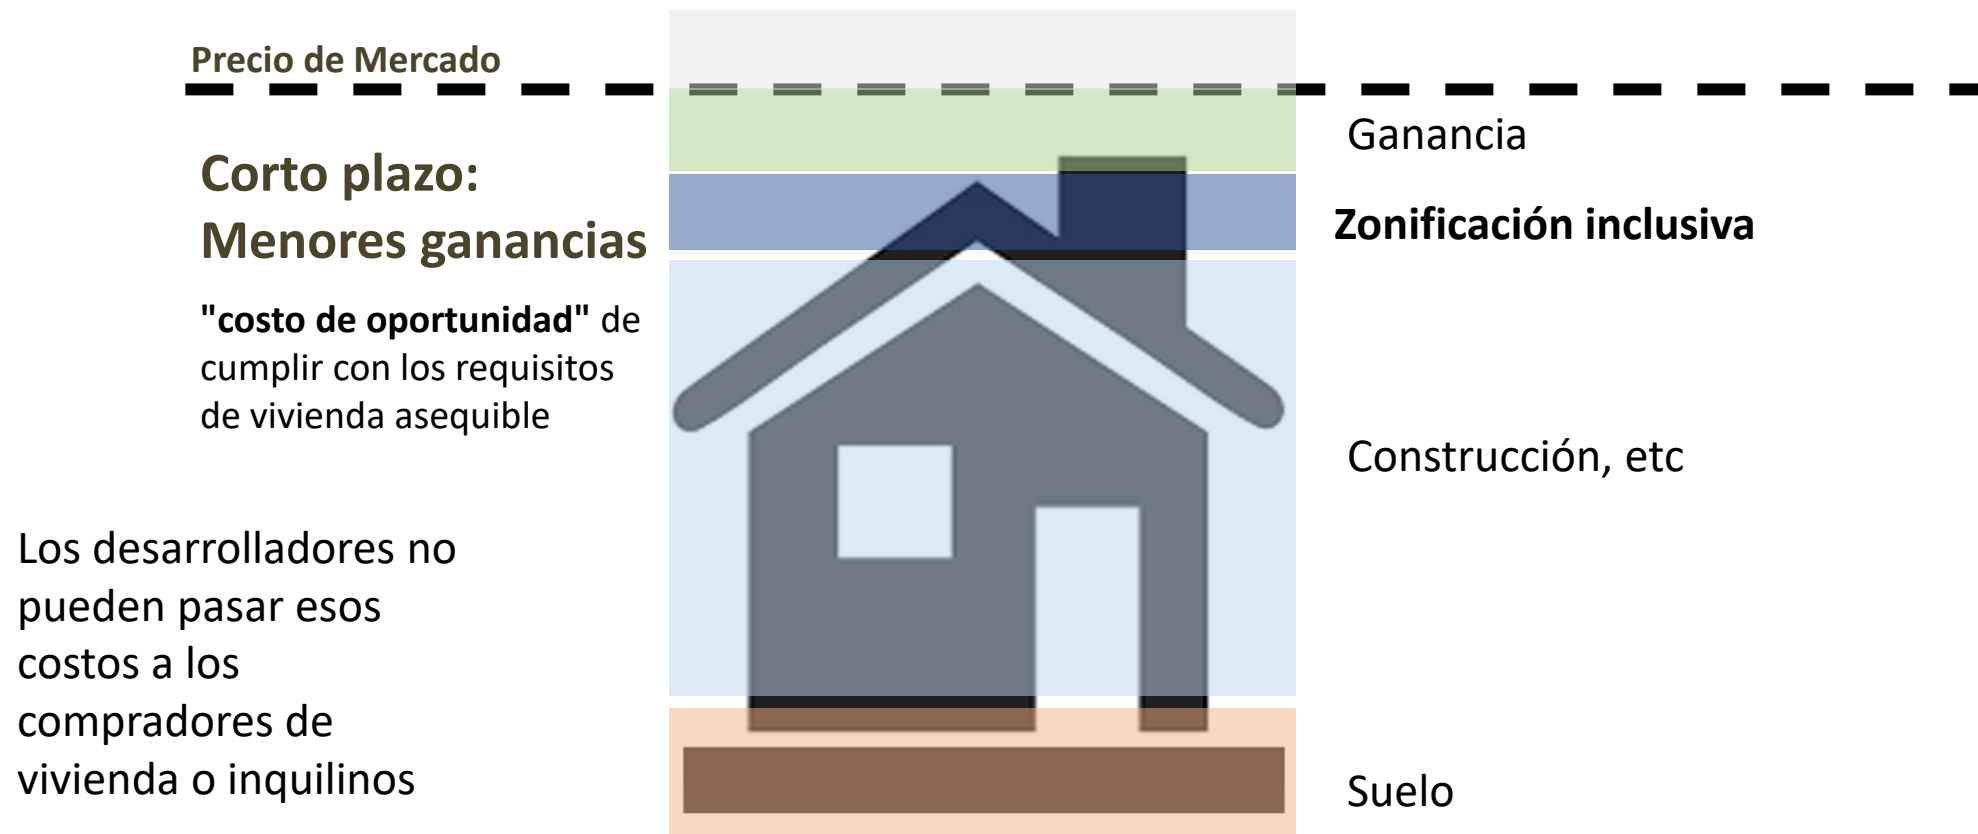 Precio de Mercado
Corto plazo:
Menores ganancias
"costo de oportunidad" de
cumplir con los requisitos
de vivienda asequible
Los desarrolladores no
pueden pasar esos
costos a los
compradores de
vivienda o inquilinos
Ganancia
Zonificación inclusiva
Construcción, etc
Suelo